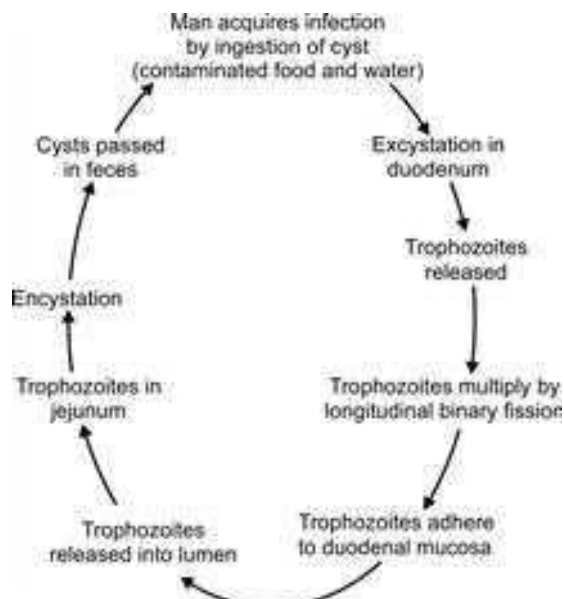 Man acquires infection
by ingestion of cyst
(contaminated food and water)
Excystation in
duodenum
Trophozoites
released
Trophozoites multiply by
longitudinal binary fission
Trophozoites adhere
to duodenal mucosa
Trophozoites
released into lumen
Trophozoites in
jejunum
Encystation
Cysts passed
in feces